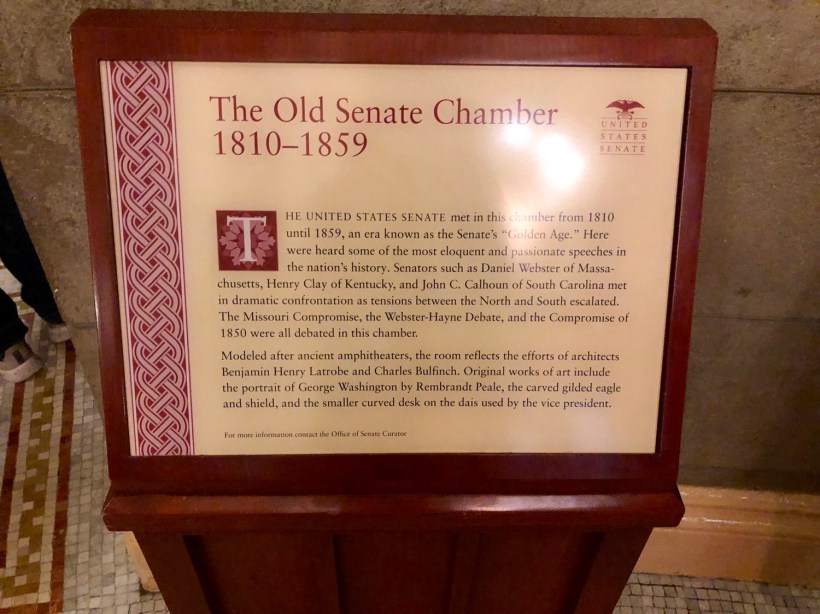 The Old Senate Chamber
1810–1859
UNITED
STATES
SENATE
THE UNITED STATES SENATE met in this chamber from 1810
until 1859, an era known as the Senate's "Golden Age." Here
were heard some of the most eloquent and passionate speeches in
the nation's history. Senators such as Daniel Webster of Massa-
chusetts, Henry Clay of Kentucky, and John C. Calhoun of South Carolina met
in dramatic confrontation as tensions between the North and South escalated.
The Missouri Compromise, the Webster-Hayne Debate, and the Compromise of
1850 were all debated in this chamber.
Modeled after ancient amphitheaters, the room reflects the efforts of architects
Benjamin Henry Latrobe and Charles Bulfinch. Original works of art include
the portrait of George Washington by Rembrandt Peale, the carved gilded eagle
and shield, and the smaller curved desk on the dais used by the vice president.
For more information contact the Office of Senate Curator